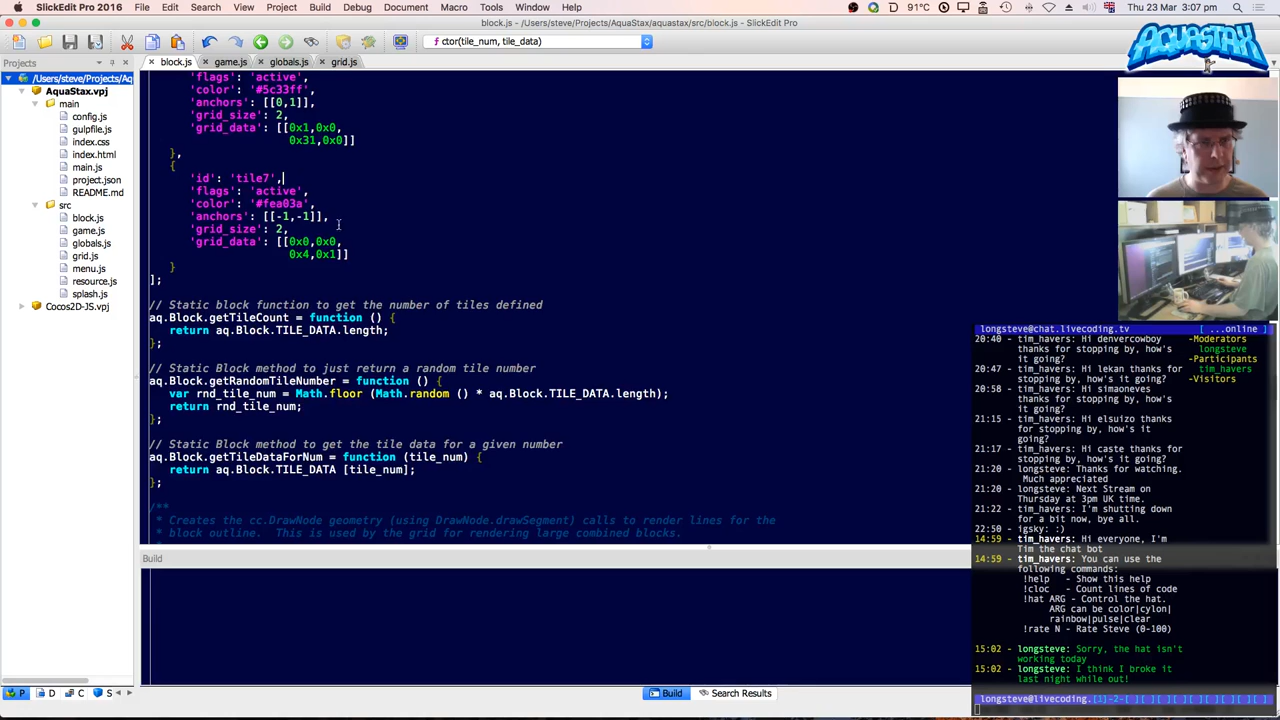 SlickEdit Pro 2016 File Edit Search View Project Build Debug Document Macro Tools Window Help
91°C
Thu 23 Mar 3:07 pm
block.js – /Users/steve/Projects/AquaStax/aquastax/src/block.js – SlickEdit Pro
ctor(tile_num, tile_data)
AQUASTAX
Projects
block.js game.js globals.js grid.js
/Users/steve/Projects/Aq
AquaStax.vpj
main
config.js
gulpfile.js
index.css
index.html
main.js
project.json
README.md
src
block.js
game.js
globals.js
grid.js
menu.js
resource.js
splash.js
Cocos2D-JS.vpj
'flags': 'active',
'color': '#5c33ff',
'anchors': [[0,1]],
'grid_size': 2,
'grid_data': [[0x1,0x0,
0x31,0x0]]
},
{
'id': 'tile7',
'flags': 'active',
'color': '#fea03a',
'anchors': [[-1,-1]],
'grid_size': 2,
'grid_data': [[0x0,0x0,
0x4,0x1]]
}
];
// Static block function to get the number of tiles defined
aq.Block.getTileCount = function () {
return aq.Block.TILE_DATA.length;
};
// Static method to just return a random tile number
aq.Block.getRandomTileNumber = function () {
var rnd_tile_num = Math.floor (Math.random () * aq.Block.TILE_DATA.length);
return rnd_tile_num;
};
// Static Block method to get the tile data for a given number
aq.Block.getTileDataForNum = function (tile_num) {
return aq.Block.TILE_DATA [tile_num];
};
/**
* Creates the cc.DrawNode geometry (using DrawNode.drawSegment) calls to render lines for the
* block outline.  This is used by the grid for rendering large combined blocks.
*
Build
P D C S
Build Search Results
longsteve@chat.livecoding.tv [ ...online ]
20:40 - tim_havers: Hi denvercowboy
thanks for stopping by, how's
it going?
20:47 - tim_havers: Hi lekan thanks
for stopping by, how's it
going?
20:58 - tim_havers: Hi simaoneves
thanks for stopping by, how's
it going?
21:15 - tim_havers: Hi elsuizo thanks
for stopping by, how's it
going?
21:17 - tim_havers: Hi caste thanks for
stopping by, how's it going?
21:20 - longsteve: Thanks for watching.
Much appreciated
21:20 - longsteve: Next Stream on
Thursday at 3pm UK time.
21:22 - tim_havers: I'm shutting down
for a bit now, bye all.
22:50 - igsky: :)
14:59 - tim_havers: Hi everyone, I'm
Tim the chat bot
14:59 - tim_havers: You can use the
following commands:
!help - Show this help
!cloc - Count lines of code
!hat ARG - Control the hat.
ARG can be color|cylon|
rainbow|pulse|clear
!rate N - Rate Steve (0-100)
15:02 - longsteve: Sorry, the hat isn't
working today
15:02 - longsteve: I think I broke it
last night while out!
-Moderators
longsteve
-Participants
tim_havers
-Visitors
longsteve@livecoding.[1]-2-[ ][ ][ ][ ][ ][ ][ ][ ]